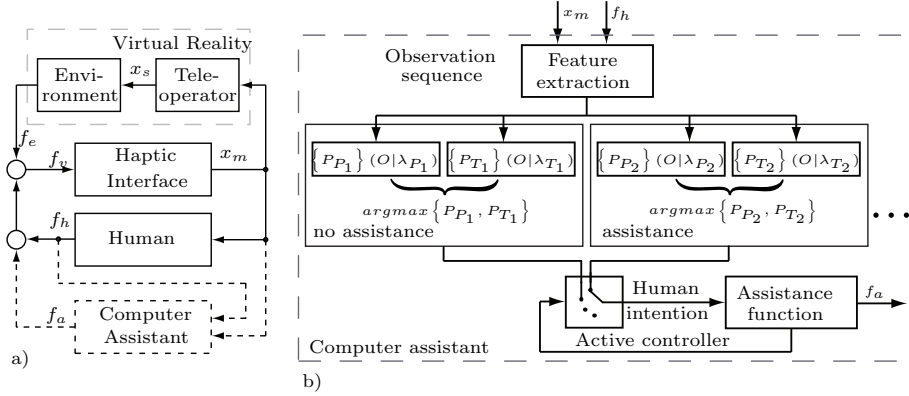 Virtual Reality
Envi-
ronment
x_s
Tele-
operator
f_e
f_v
Haptic
Interface
x_m
f_h
Human
f_a
Computer
Assistant
a)
x_m
f_h
Observation
sequence
Feature
extraction
{P_{P_1}} (O|λ_{P_1})
{P_{T_1}} (O|λ_{T_1})
{P_{P_2}} (O|λ_{P_2})
{P_{T_2}} (O|λ_{T_2})
argmax{P_{P_1}, P_{T_1}}
argmax{P_{P_2}, P_{T_2}}
no assistance
assistance
...
Human
intention
Assistance
function
f_a
Active controller
Computer assistant
b)